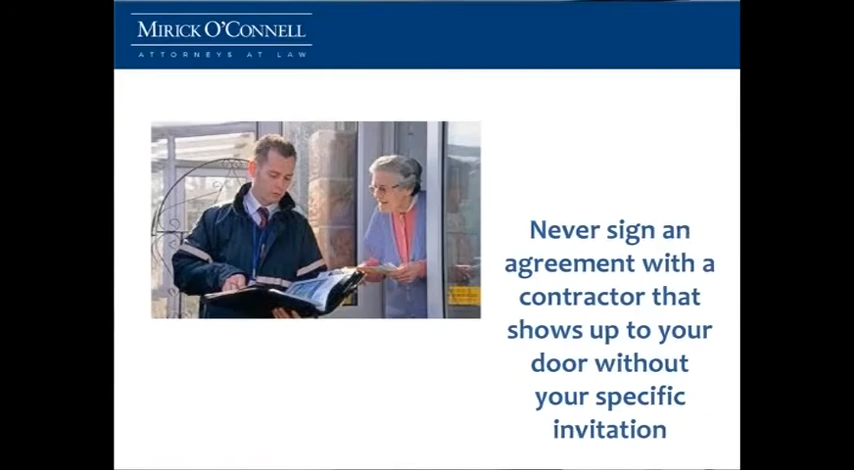 MIRICK O'CONNELL
ATTORNEYS AT LAW
Never sign an
agreement with a
contractor that
shows up to your
door without
your specific
invitation